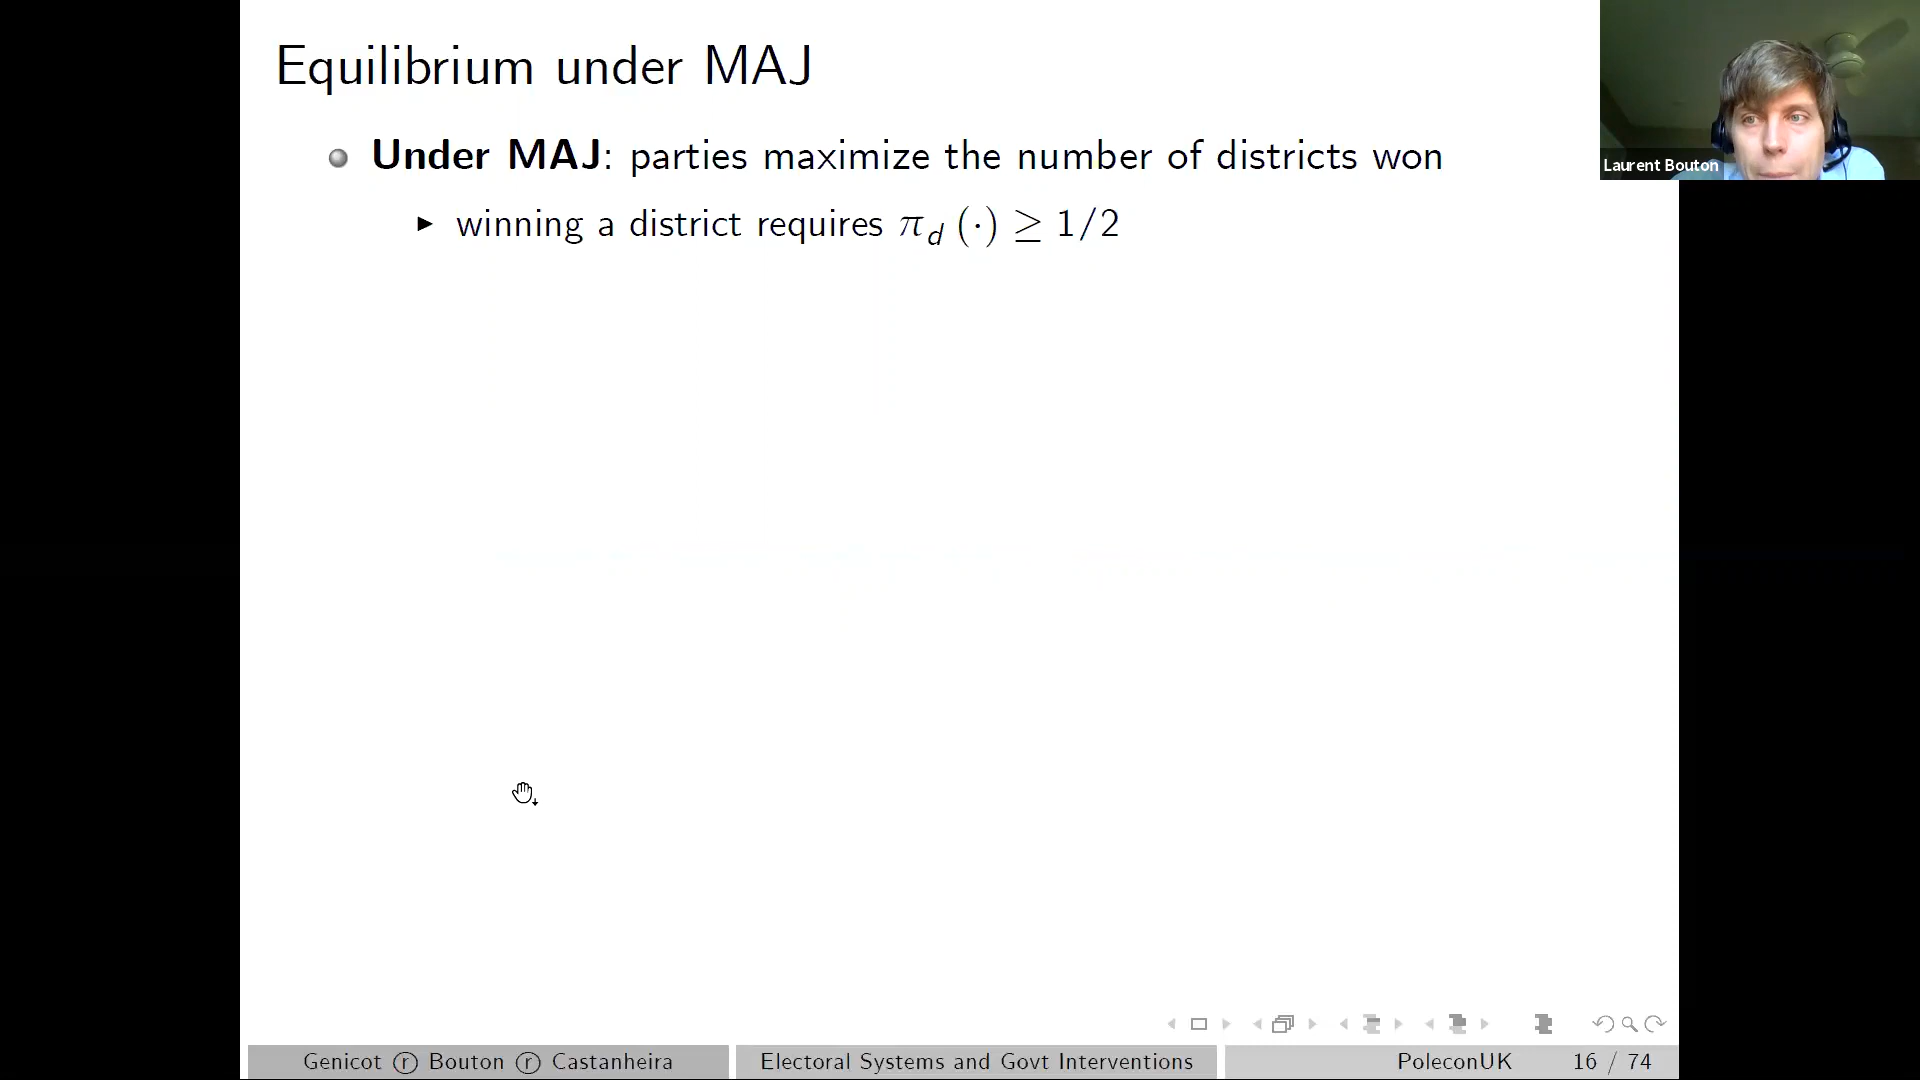 Equilibrium under MAJ
Under MAJ: parties maximize the number of districts won
winning a district requires π_d (·) ≥ 1/2
Laurent Bouton
Genicot ⓡ Bouton ⓡ Castanheira
Electoral Systems and Govt Interventions
PoleconUK 16 / 74